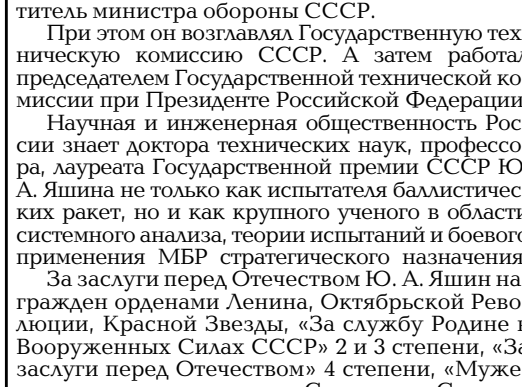 титель министра обороны СССР.
При этом он возглавлял Государственную тех
ническую комиссию СССР. А затем работал
председателем Государственной технической ко
миссии при Президенте Российской Федерации
Научная и инженерная общественность Рос
сии знает доктора технических наук, профессо
ра, лауреата Государственной премии СССР Ю
А. Яшина не только как испытателя баллистичес
ких ракет, но и как крупного ученого в области
системного анализа, теории испытаний и боевого
применения МБР стратегического назначения
За заслуги перед Отечеством Ю. А. Яшин на
гражден орденами Ленина, Октябрьской Рево
люции, Красной Звезды, «За службу Родине в
Вооруженных Силах СССР» 2 и 3 степени, «За
заслуги перед Отечеством» 4 степени, «Муже